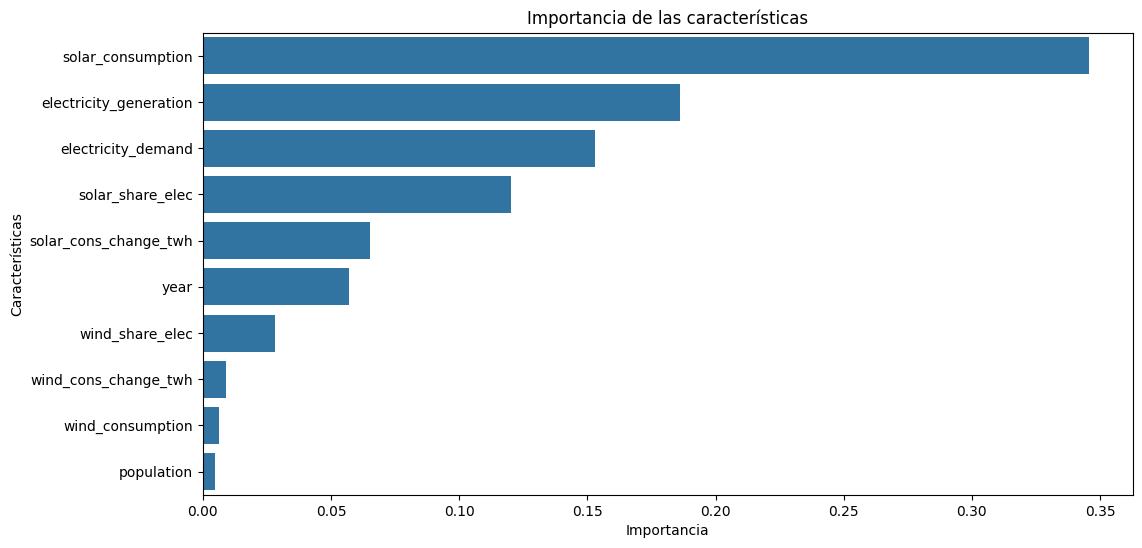 Importancia de las características
solar_consumption
electricity_generation
electricity_demand
solar_share_elec
solar_cons_change_twh
year
wind_share_elec
wind_cons_change_twh
wind_consumption
population
Características
0.00 0.05 0.10 0.15 0.20 0.25 0.30 0.35
Importancia